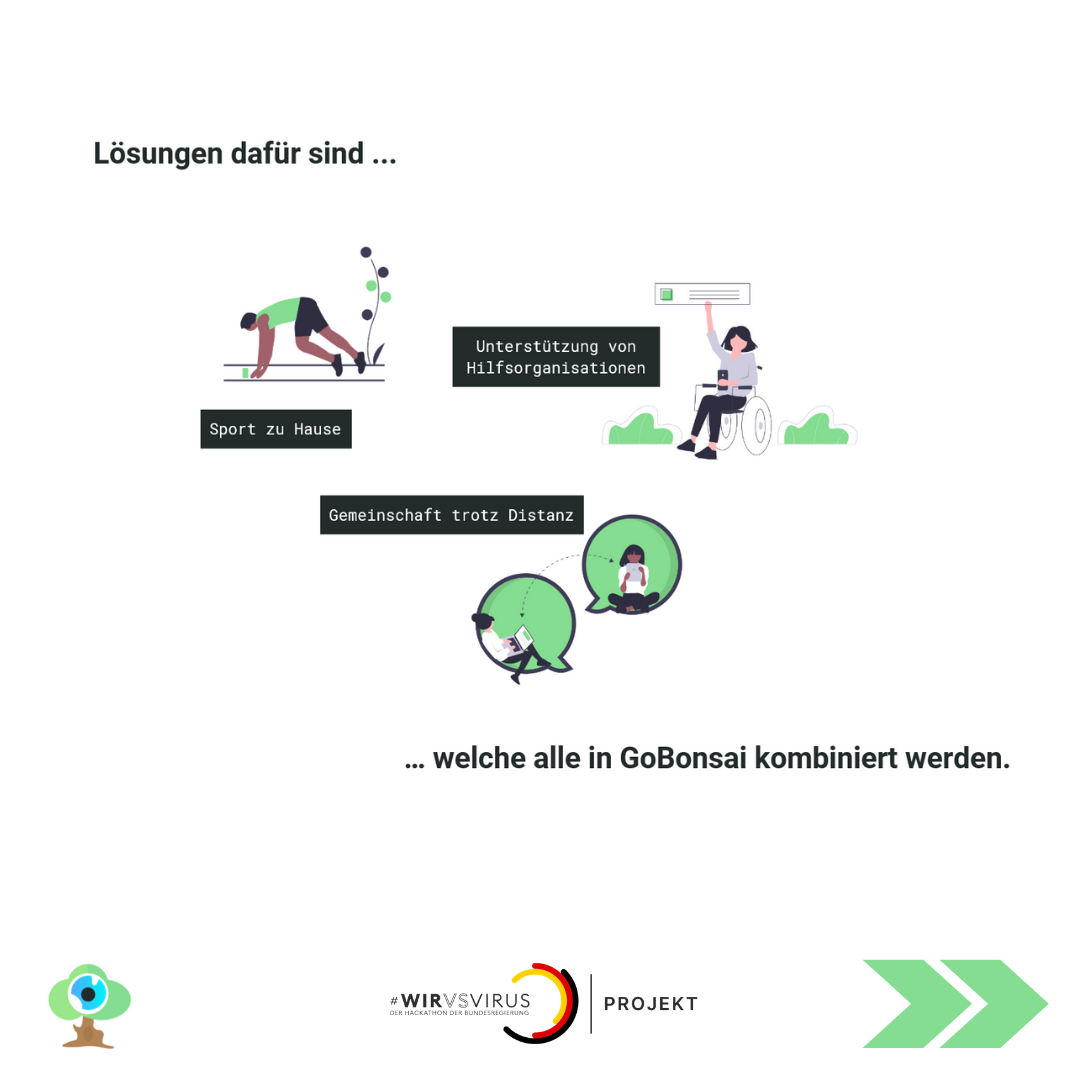 Lösungen dafür sind ...
Unterstützung von
Hilfsorganisationen
Sport zu Hause
Gemeinschaft trotz Distanz
... welche alle in GoBonsai kombiniert werden.
#WIRVSVIRUS
DER HACKATHON DER BUNDESREGIERUNG
PROJEKT